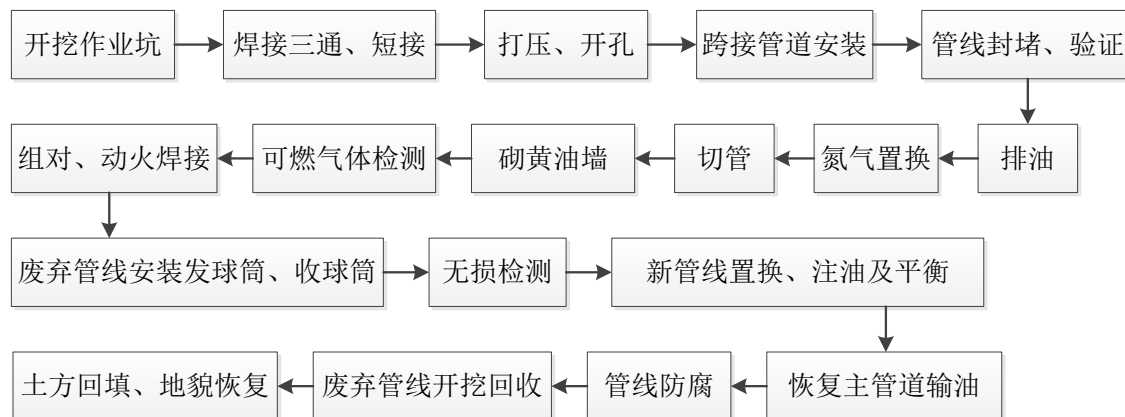 开挖作业坑
焊接三通、短接
打压、开孔
跨接管道安装
管线封堵、验证
排油
氮气置换
切管
砌黄油墙
可燃气体检测
组对、动火焊接
废弃管线安装发球筒、收球筒
无损检测
新管线置换、注油及平衡
恢复主管道输油
管线防腐
废弃管线开挖回收
土方回填、地貌恢复